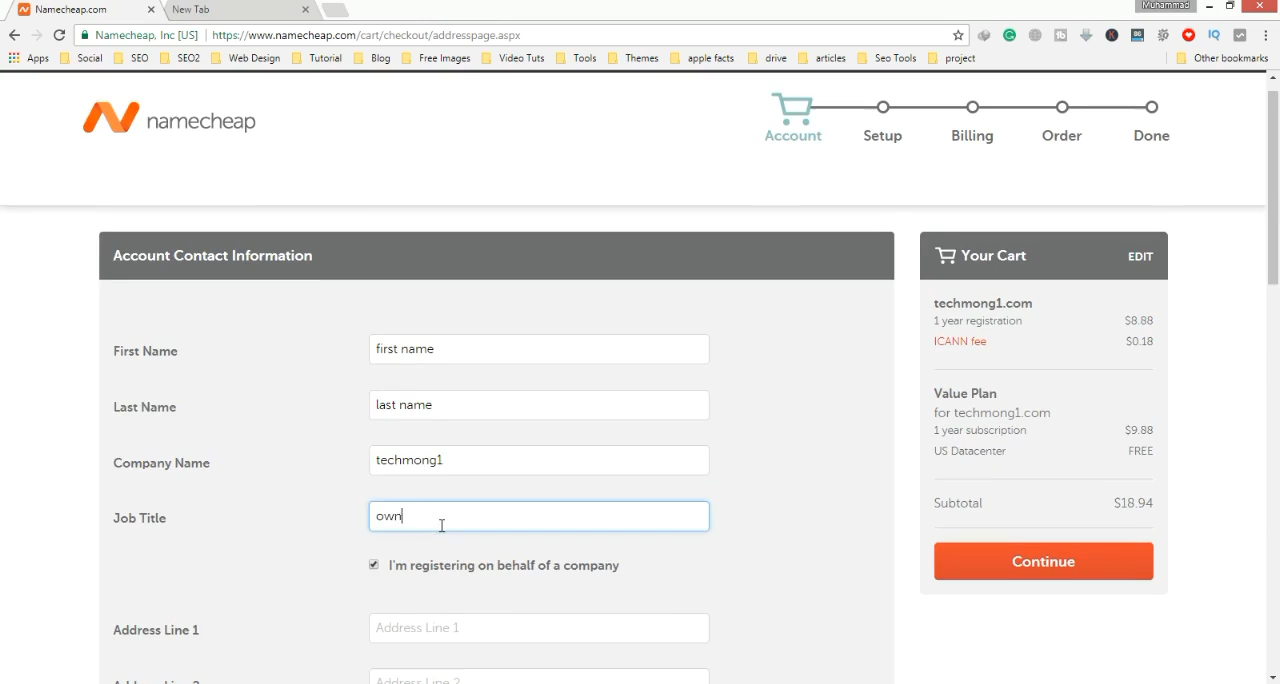 Namecheap.com
New Tab
Muhammad
Namecheap, Inc [US] https://www.namecheap.com/cart/checkout/addresspage.aspx
Apps Social SEO SEO2 Web Design Tutorial Blog Free Images Video Tuts Tools Themes apple facts drive articles Seo Tools project Other bookmarks
namecheap
Account Setup Billing Order Done
Account Contact Information
First Name first name
Last Name last name
Company Name techmong1
Job Title own
I'm registering on behalf of a company
Address Line 1 Address Line 1
Address Line 2
Your Cart EDIT
techmong1.com
1 year registration $8.88
ICANN fee $0.18
Value Plan
for techmong1.com
1 year subscription $9.88
US Datacenter FREE
Subtotal $18.94
Continue